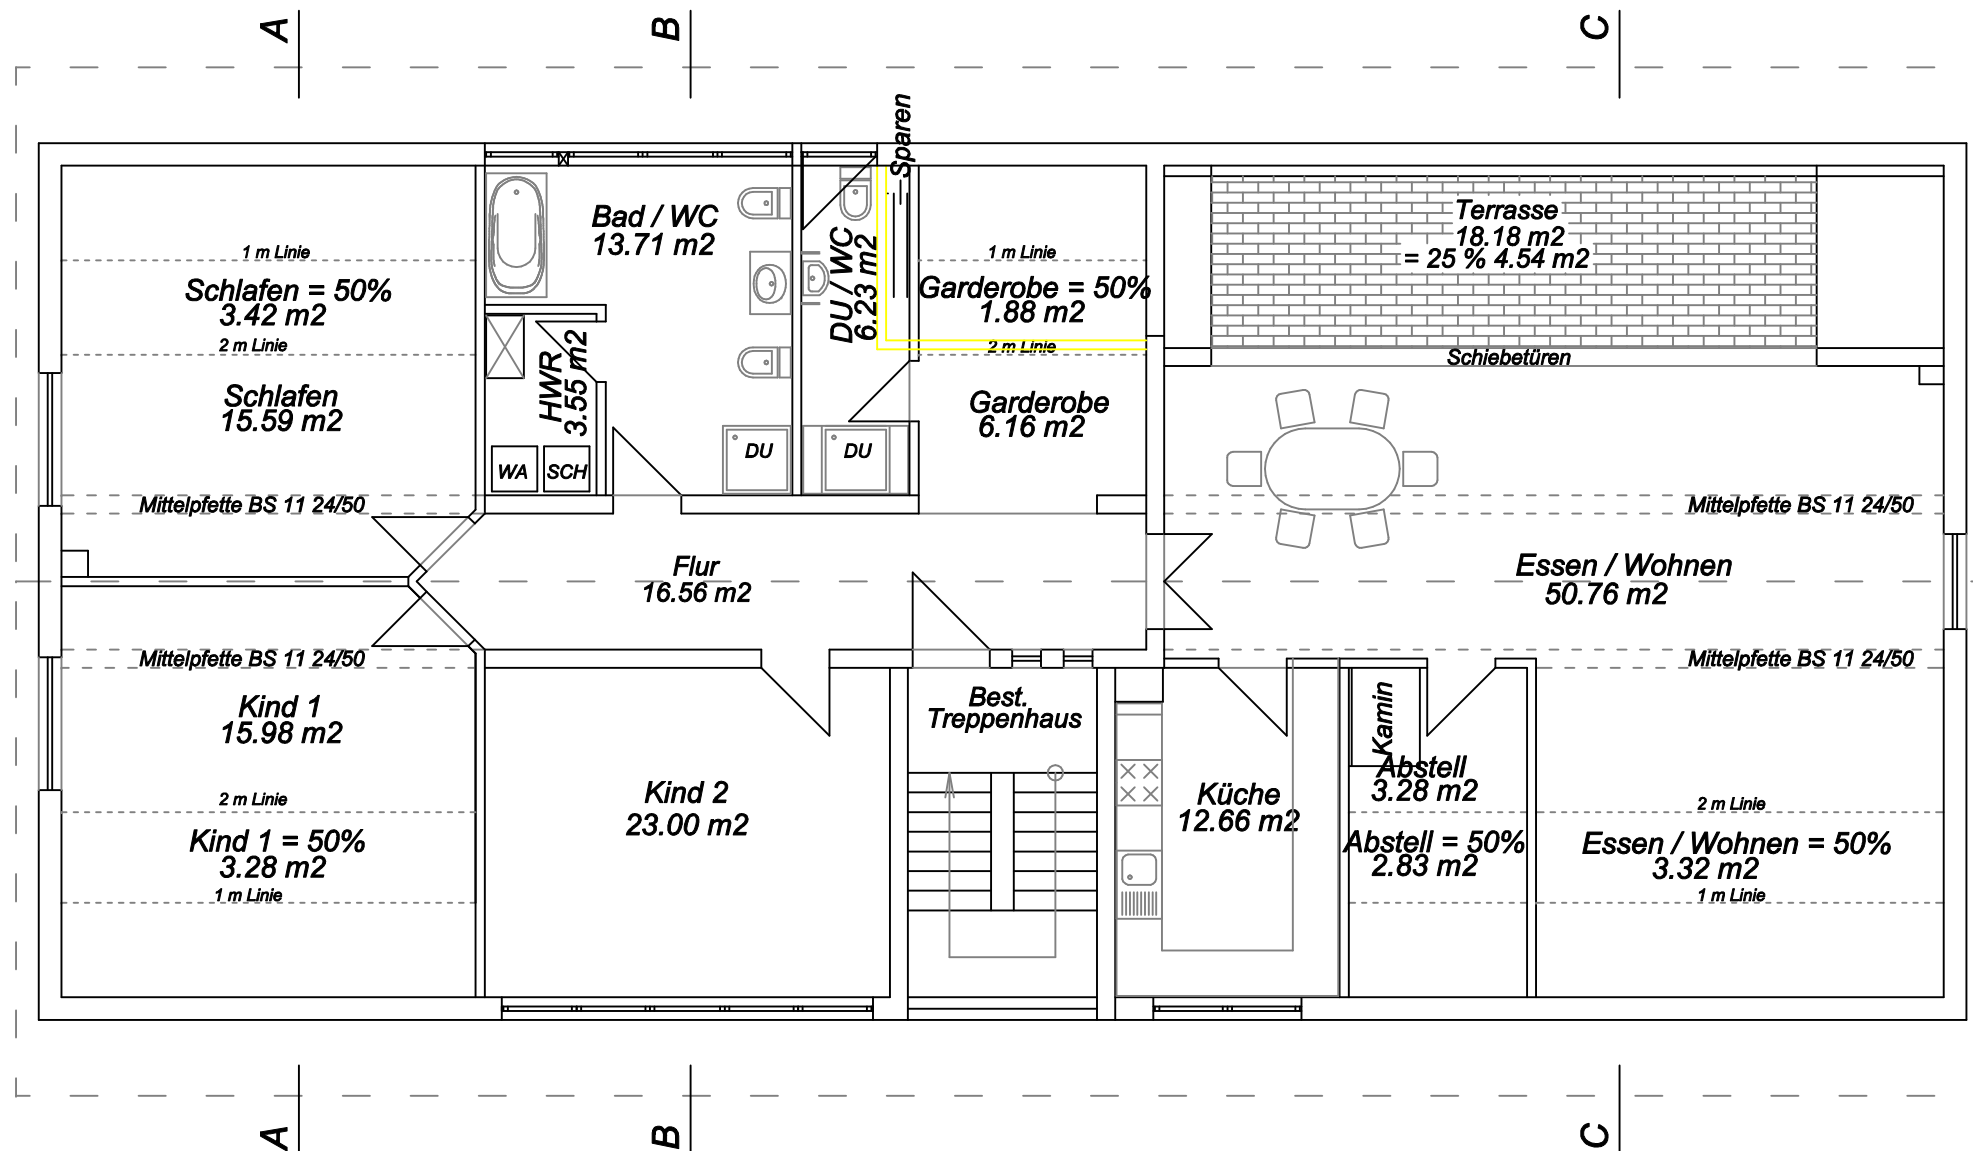 A
B
C
Sparen
Bad / WC
13.71 m2
DU / WC
6.23 m2
Terrasse
18.18 m2
= 25 % 4.54 m2
1 m Linie
Schlafen = 50%
3.42 m2
2 m Linie
1 m Linie
Garderobe = 50%
1.88 m2
2 m Linie
Schiebetüren
HWR
3.55 m2
Schlafen
15.59 m2
Garderobe
6.16 m2
WA
SCH
DU
DU
Mittelpfette BS 11 24/50
Mittelpfette BS 11 24/50
Flur
16.56 m2
Essen / Wohnen
50.76 m2
Mittelpfette BS 11 24/50
Mittelpfette BS 11 24/50
Kind 1
15.98 m2
Best.
Treppenhaus
Kamin
Abstell
3.28 m2
Kind 2
23.00 m2
Küche
12.66 m2
2 m Linie
2 m Linie
Kind 1 = 50%
3.28 m2
1 m Linie
Abstell = 50%
2.83 m2
Essen / Wohnen = 50%
3.32 m2
1 m Linie
A
B
C